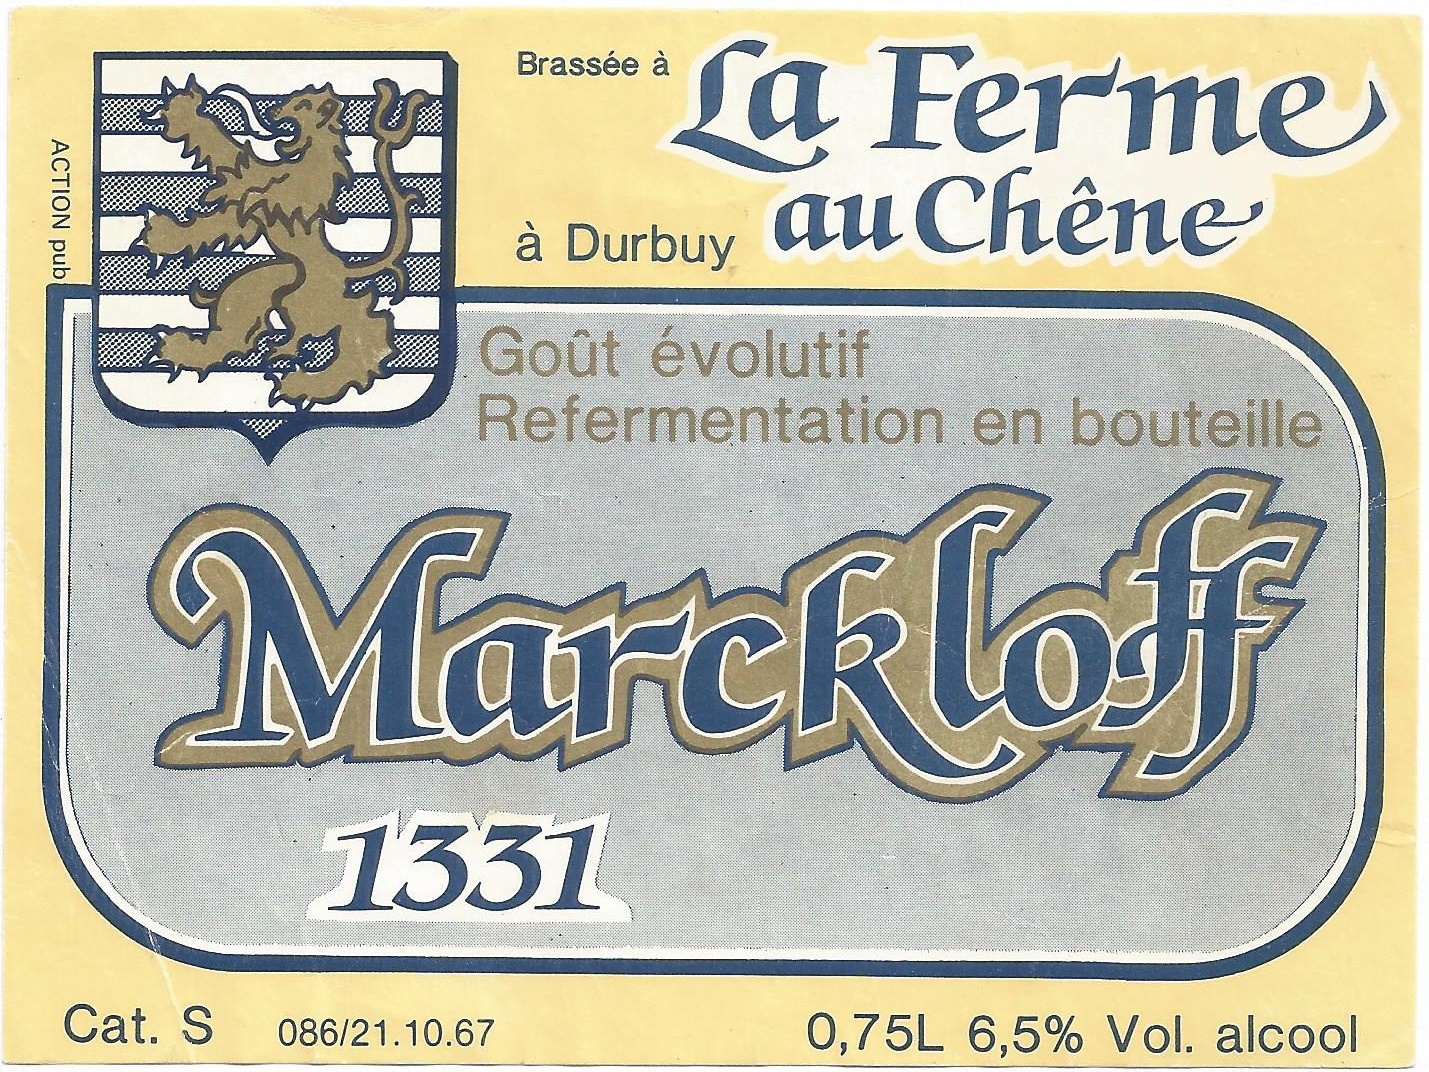 Brassée à
La Ferme
au Chêne
à Durbuy
ACTION pub
Goût évolutif
Refermentation en bouteille
Marckloff
1331
Cat. S
086/21.10.67
0,75L 6,5% Vol. alcool